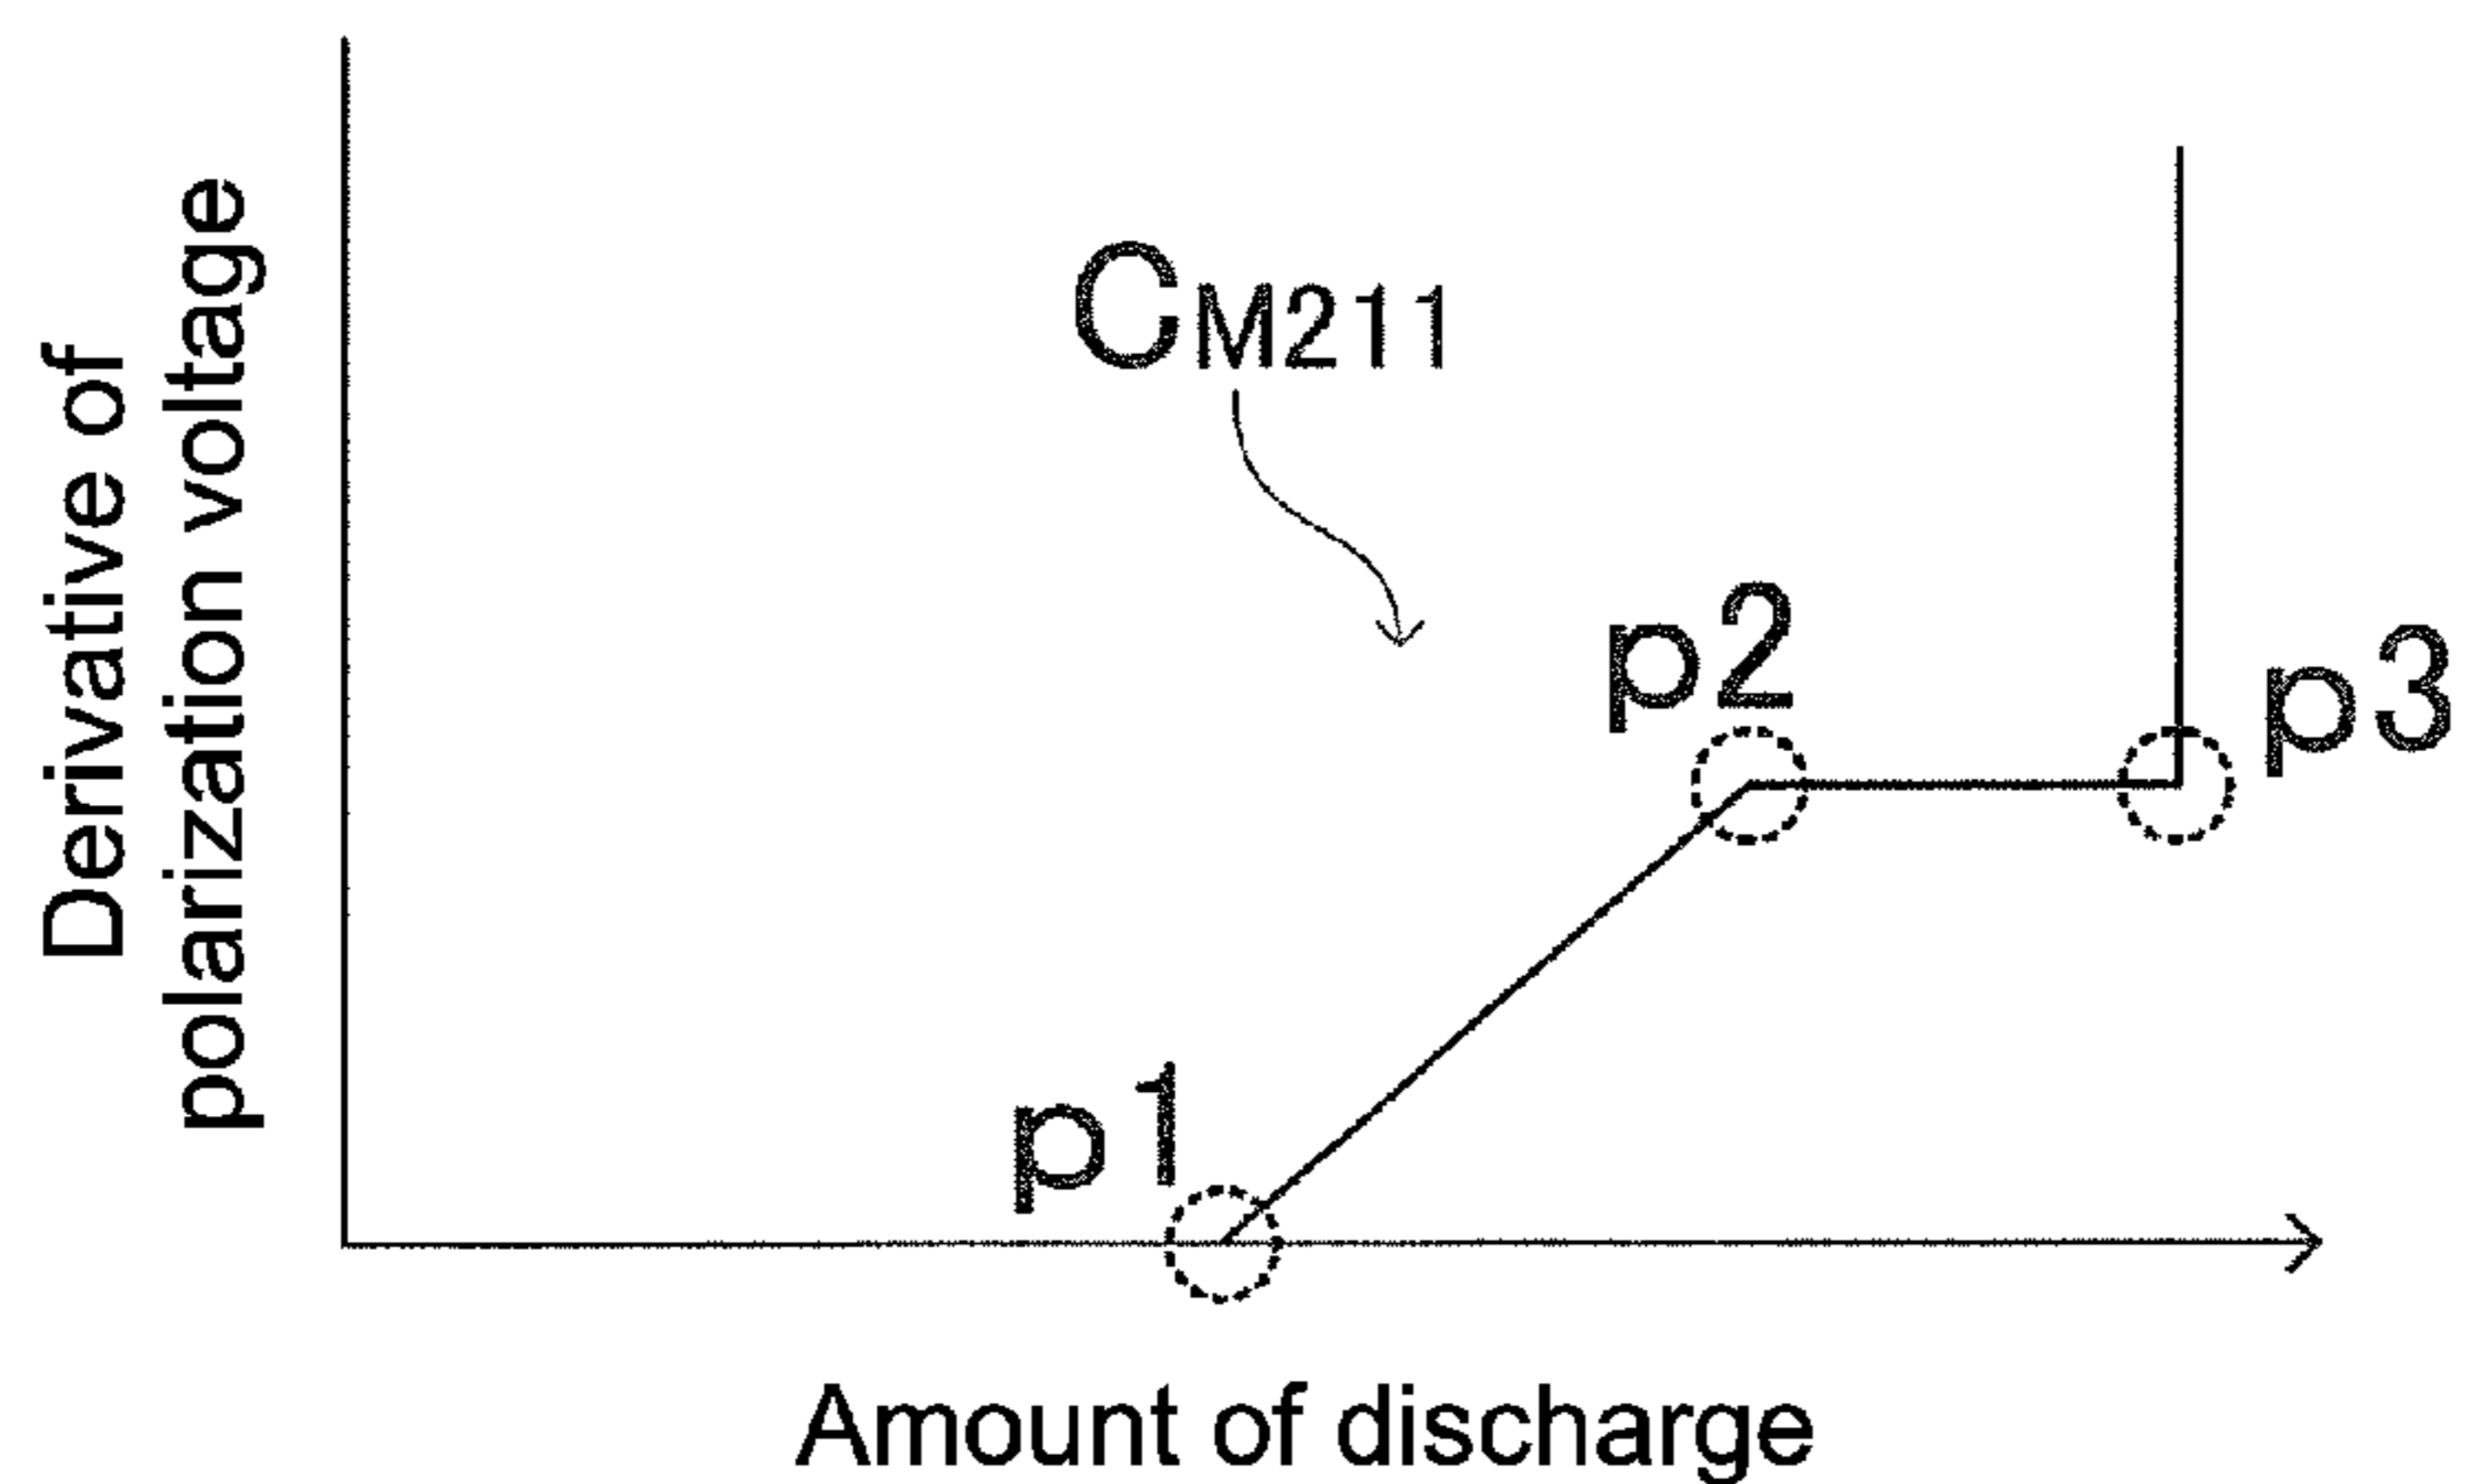 Derivative of
polarization voltage
CM211
p2
p3
p1
Amount of discharge